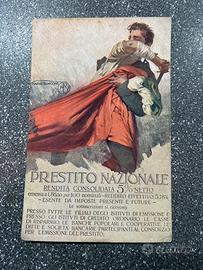 PRESTITO NAZIONALE
RENDITA CONSOLIDATA 5% NETTO
EMESSA A LIRE PER 100 NOMINALI - REDDITO EFFETTIVO
- ESENTE DA IMPOSTE PRESENTI E FUTURE -
LE SOTTOSCRIZIONI SI RICEVONO
PRESSO TUTTE LE FILIALI DEGLI ISTITUTI DI EMISSIONE E
PRESSO GLI ISTITUTI DI CREDITO ORDINARIO LE CASSE
DI RISPARMIO LE BANCHE POPOLARI E COOPERATIVE LE
DITTE E SOCIETÀ BANCARIE PARTECIPANTI AL CONSORZIO
PER L'EMISSIONE DEL PRESTITO.